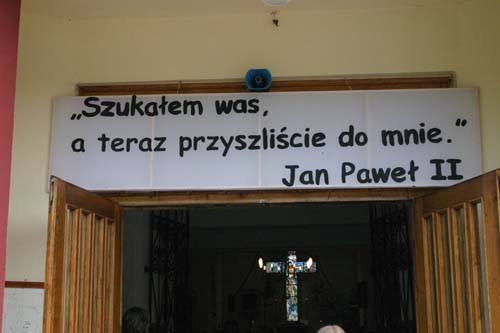 „Szukałem was,
a teraz przyszliście do mnie.”
Jan Paweł II